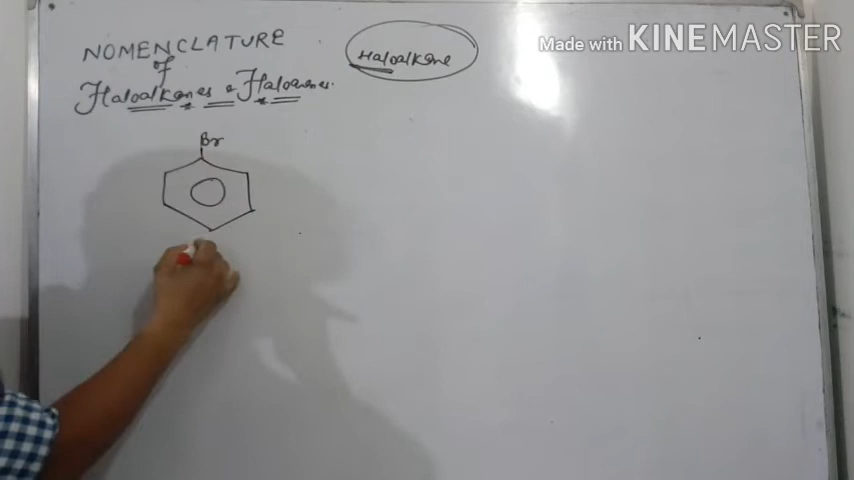 NOMENCLATURE
of
Haloalkanes & Haloarenes.
Haloalkane
Br
Made with KINEMASTER